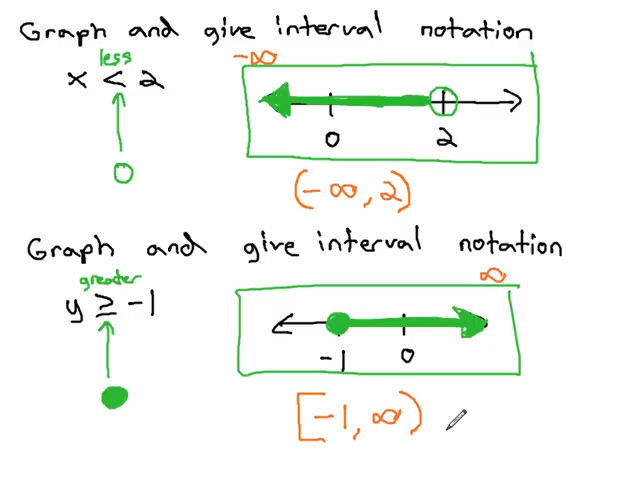 Graph and give interval notation
less
-∞
x < 2
0 2
(-∞, 2)
Graph and give interval notation
greater
∞
y ≥ -1
-1 0
[-1, ∞)